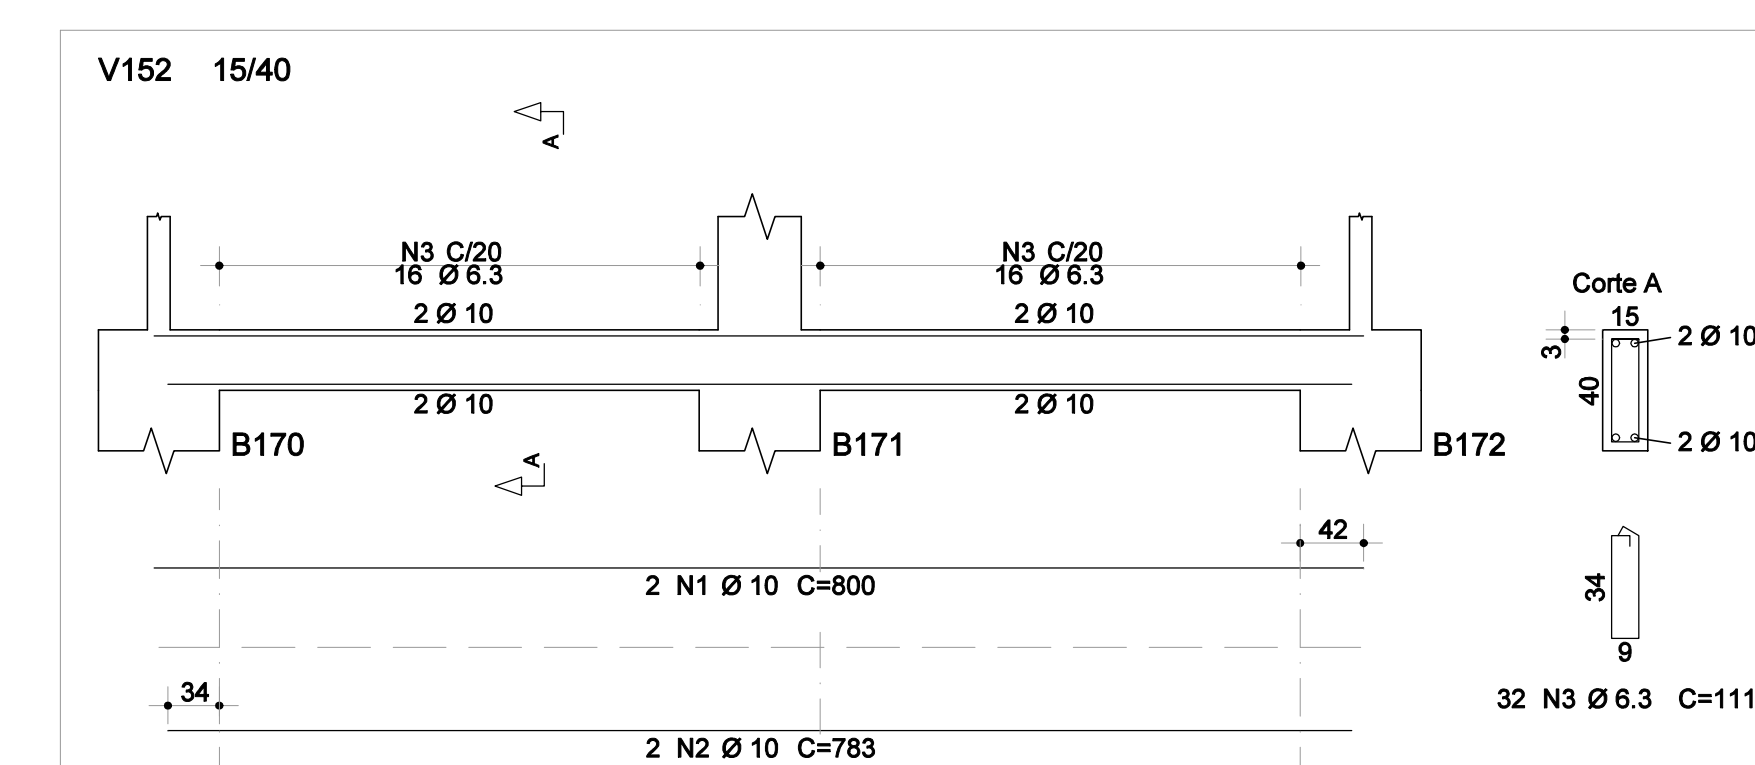 V152 15/40
A
N3 C/20
16 Ø 6.3
2 Ø 10
N3 C/20
16 Ø 6.3
2 Ø 10
2 Ø 10
2 Ø 10
B170
B171
B172
A
Corte A
15
3
40
2 Ø 10
2 Ø 10
42
2 N1 Ø 10 C=800
34
9
32 N3 Ø 6.3 C=111
34
2 N2 Ø 10 C=783